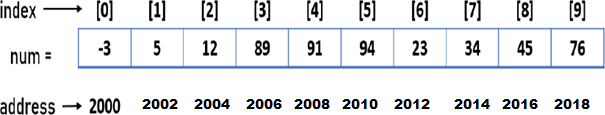 index → [0] [1] [2] [3] [4] [5] [6] [7] [8] [9]
num = -3 5 12 89 91 94 23 34 45 76
address → 2000 2002 2004 2006 2008 2010 2012 2014 2016 2018